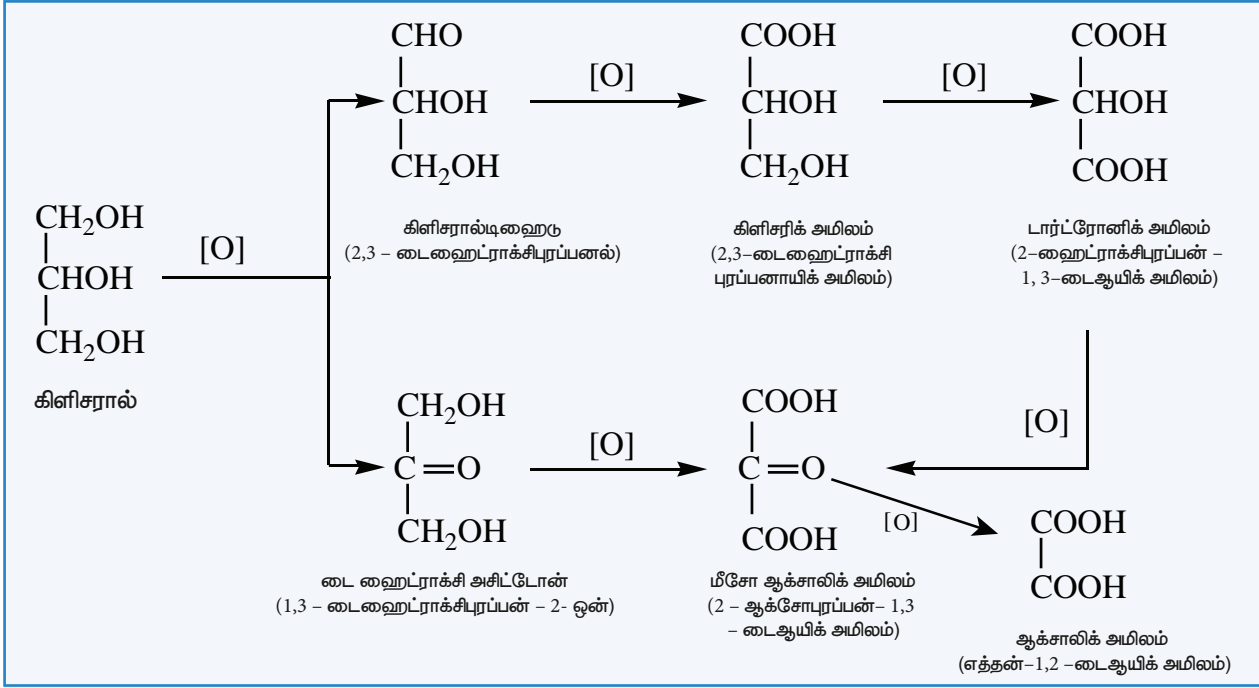 CHO
CHOH
CH₂OH
கிளிசரால்டிஹைடு
(2,3 – டைஹைட்ராக்சிபுரப்பனல்)
[O]
COOH
CHOH
CH₂OH
கிளிசரிக் அமிலம்
(2,3–டைஹைட்ராக்சி
புரப்பனாயிக் அமிலம்)
[O]
COOH
CHOH
COOH
டார்ட்ரோனிக் அமிலம்
(2–ஹைட்ராக்சிபுரப்பன் –
1, 3–டைஆயிக் அமிலம்)
CH₂OH
CHOH
CH₂OH
கிளிசரால்
[O]
CH₂OH
C=O
CH₂OH
டை ஹைட்ராக்சி அசிட்டோன்
(1,3 – டைஹைட்ராக்சிபுரப்பன் – 2- ஒன்)
[O]
COOH
C=O
COOH
மீசோ ஆக்சாலிக் அமிலம்
(2 – ஆக்சோபுரப்பன்– 1,3
– டைஆயிக் அமிலம்)
[O]
[O]
COOH
COOH
ஆக்சாலிக் அமிலம்
(எத்தன்–1,2 –டைஆயிக் அமிலம்)